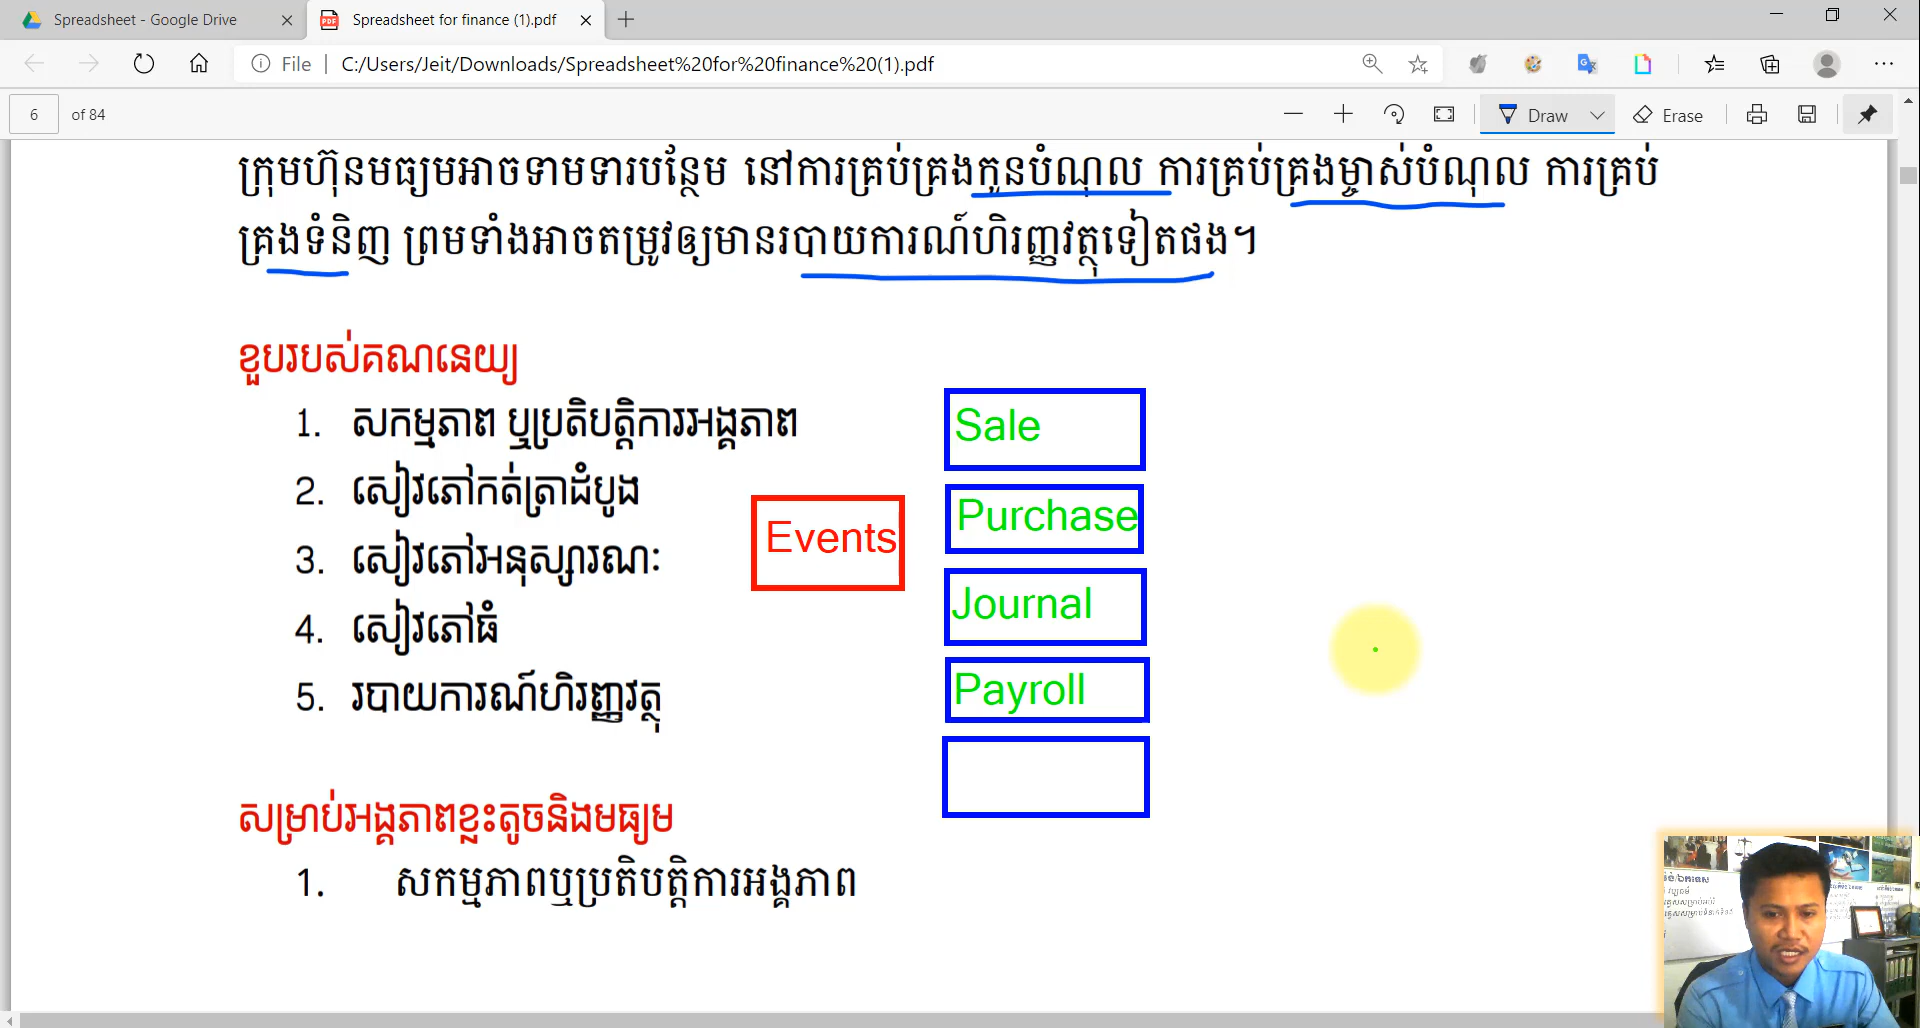 Spreadsheet - Google Drive
Spreadsheet for finance (1).pdf
File
C:/Users/Jeit/Downloads/Spreadsheet%20for%20finance%20(1).pdf
6 of 84
Draw
Erase
ក្រុមហ៊ុនមធ្យមអាចទាមទារបន្ថែម នៅការគ្រប់គ្រងកូនបំណុល ការគ្រប់គ្រងម្ចាស់បំណុល ការគ្រប់
គ្រងទំនិញ ព្រមទាំងអាចតម្រូវឲ្យមានរបាយការណ៍ហិរញ្ញវត្ថុទៀតផង។
ខួបរបស់គណនេយ្យ
1. សកម្មភាព ឬប្រតិបត្តិការអង្គភាព
2. សៀវភៅកត់ត្រាដំបូង
3. សៀវភៅអនុស្សារណៈ
4. សៀវភៅធំ
5. របាយការណ៍ហិរញ្ញវត្ថុ
Events
Sale
Purchase
Journal
Payroll
សម្រាប់អង្គភាពខ្នះតូចនិងមធ្យម
1. សកម្មភាពឬប្រតិបត្តិការអង្គភាព